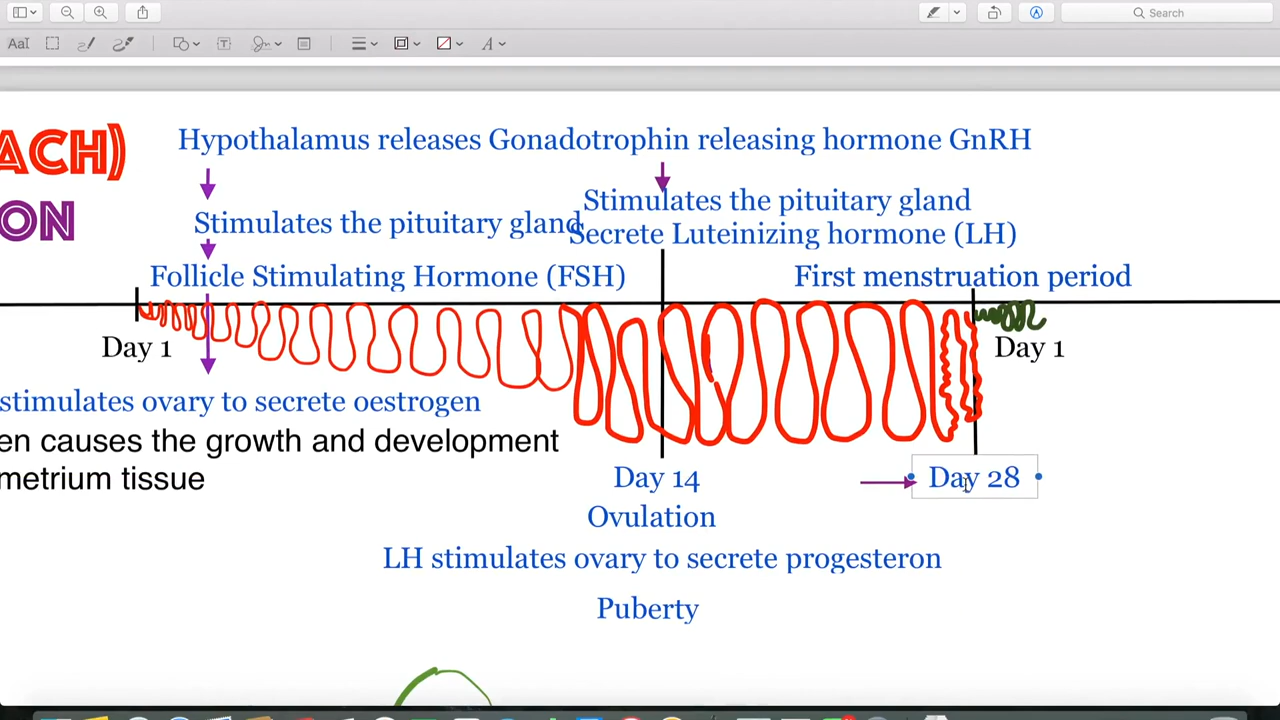 Search
ACH)
ON
Hypothalamus releases Gonadotrophin releasing hormone GnRH
Stimulates the pituitary gland
Stimulates the pituitary gland
Secrete Luteinizing hormone (LH)
Follicle Stimulating Hormone (FSH)
First menstruation period
Day 1
Day 1
stimulates ovary to secrete oestrogen
en causes the growth and development
metrium tissue
Day 14
Day 28
Ovulation
LH stimulates ovary to secrete progesteron
Puberty